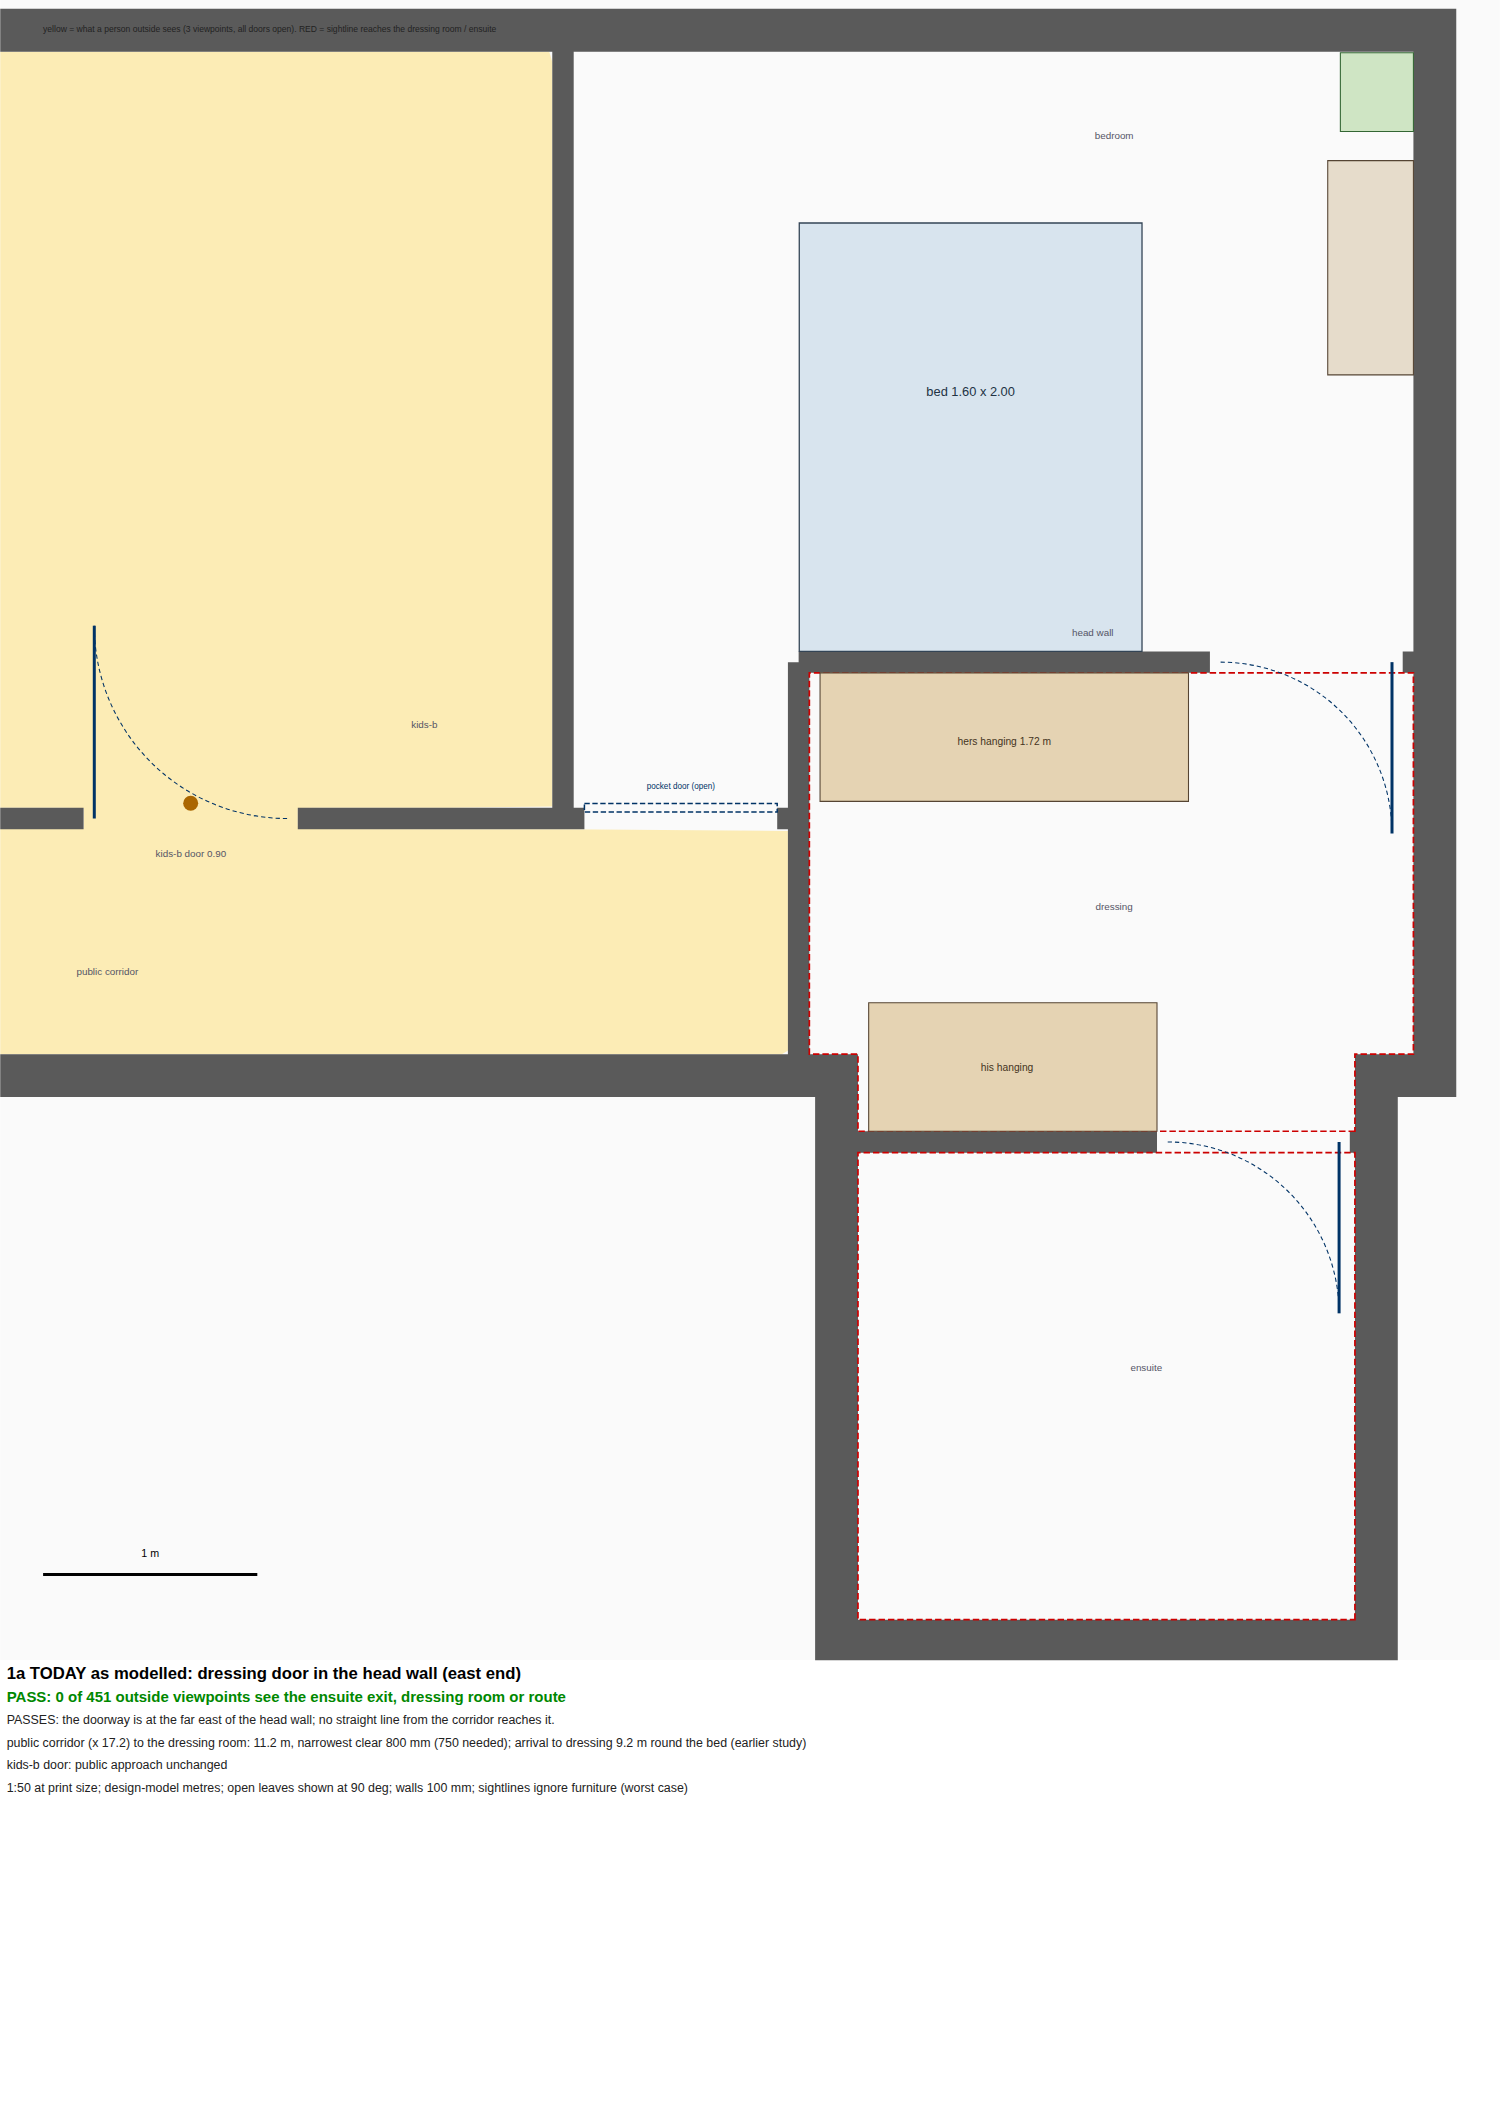 yellow = what a person outside sees (3 viewpoints, all doors open). RED = sightline reaches the dressing room / ensuite
bedroom
bed 1.60 x 2.00
head wall
kids-b
hers hanging 1.72 m
pocket door (open)
kids-b door 0.90
dressing
public corridor
his hanging
ensuite
1 m
1a TODAY as modelled: dressing door in the head wall (east end)
PASS: 0 of 451 outside viewpoints see the ensuite exit, dressing room or route
PASSES: the doorway is at the far east of the head wall; no straight line from the corridor reaches it.
public corridor (x 17.2) to the dressing room: 11.2 m, narrowest clear 800 mm (750 needed); arrival to dressing 9.2 m round the bed (earlier study)
kids-b door: public approach unchanged
1:50 at print size; design-model metres; open leaves shown at 90 deg; walls 100 mm; sightlines ignore furniture (worst case)